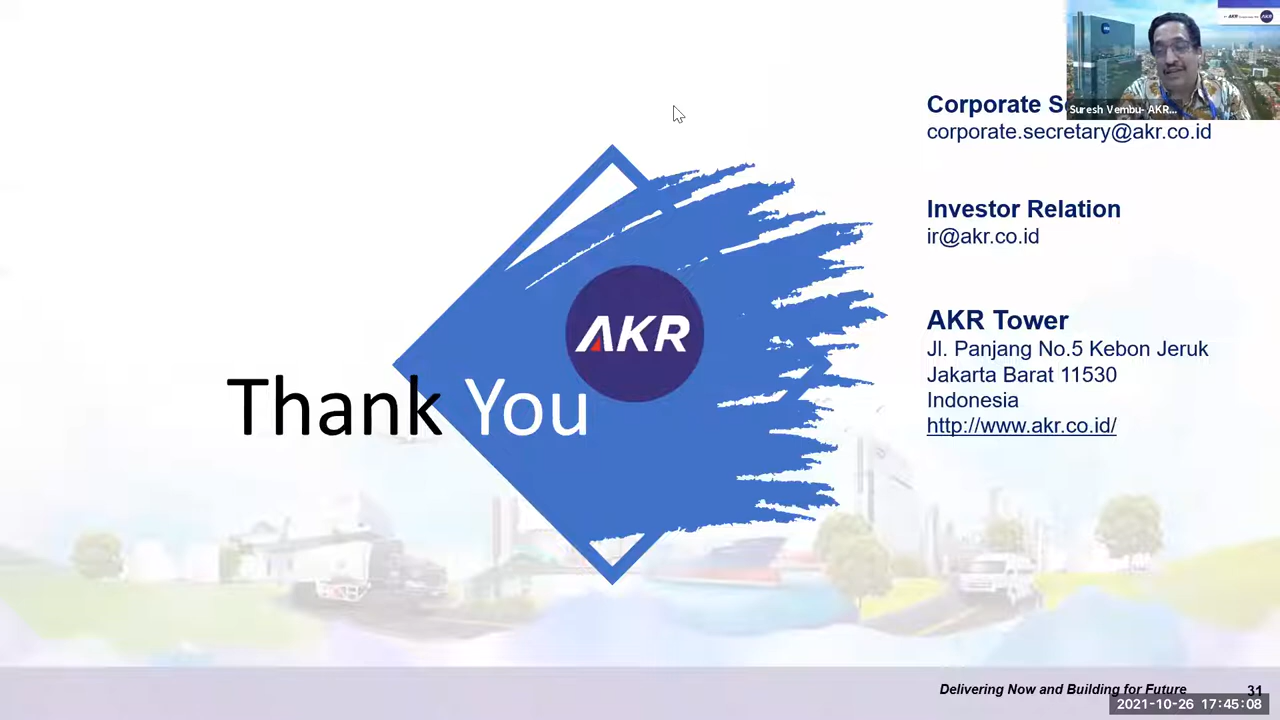 Corporate S
corporate.secretary@akr.co.id
Suresh Vembu- AKR...
Investor Relation
ir@akr.co.id
AKR
AKR Tower
Jl. Panjang No.5 Kebon Jeruk
Jakarta Barat 11530
Indonesia
http://www.akr.co.id/
Thank You
Delivering Now and Building for Future
31
2021-10-26 17:45:08